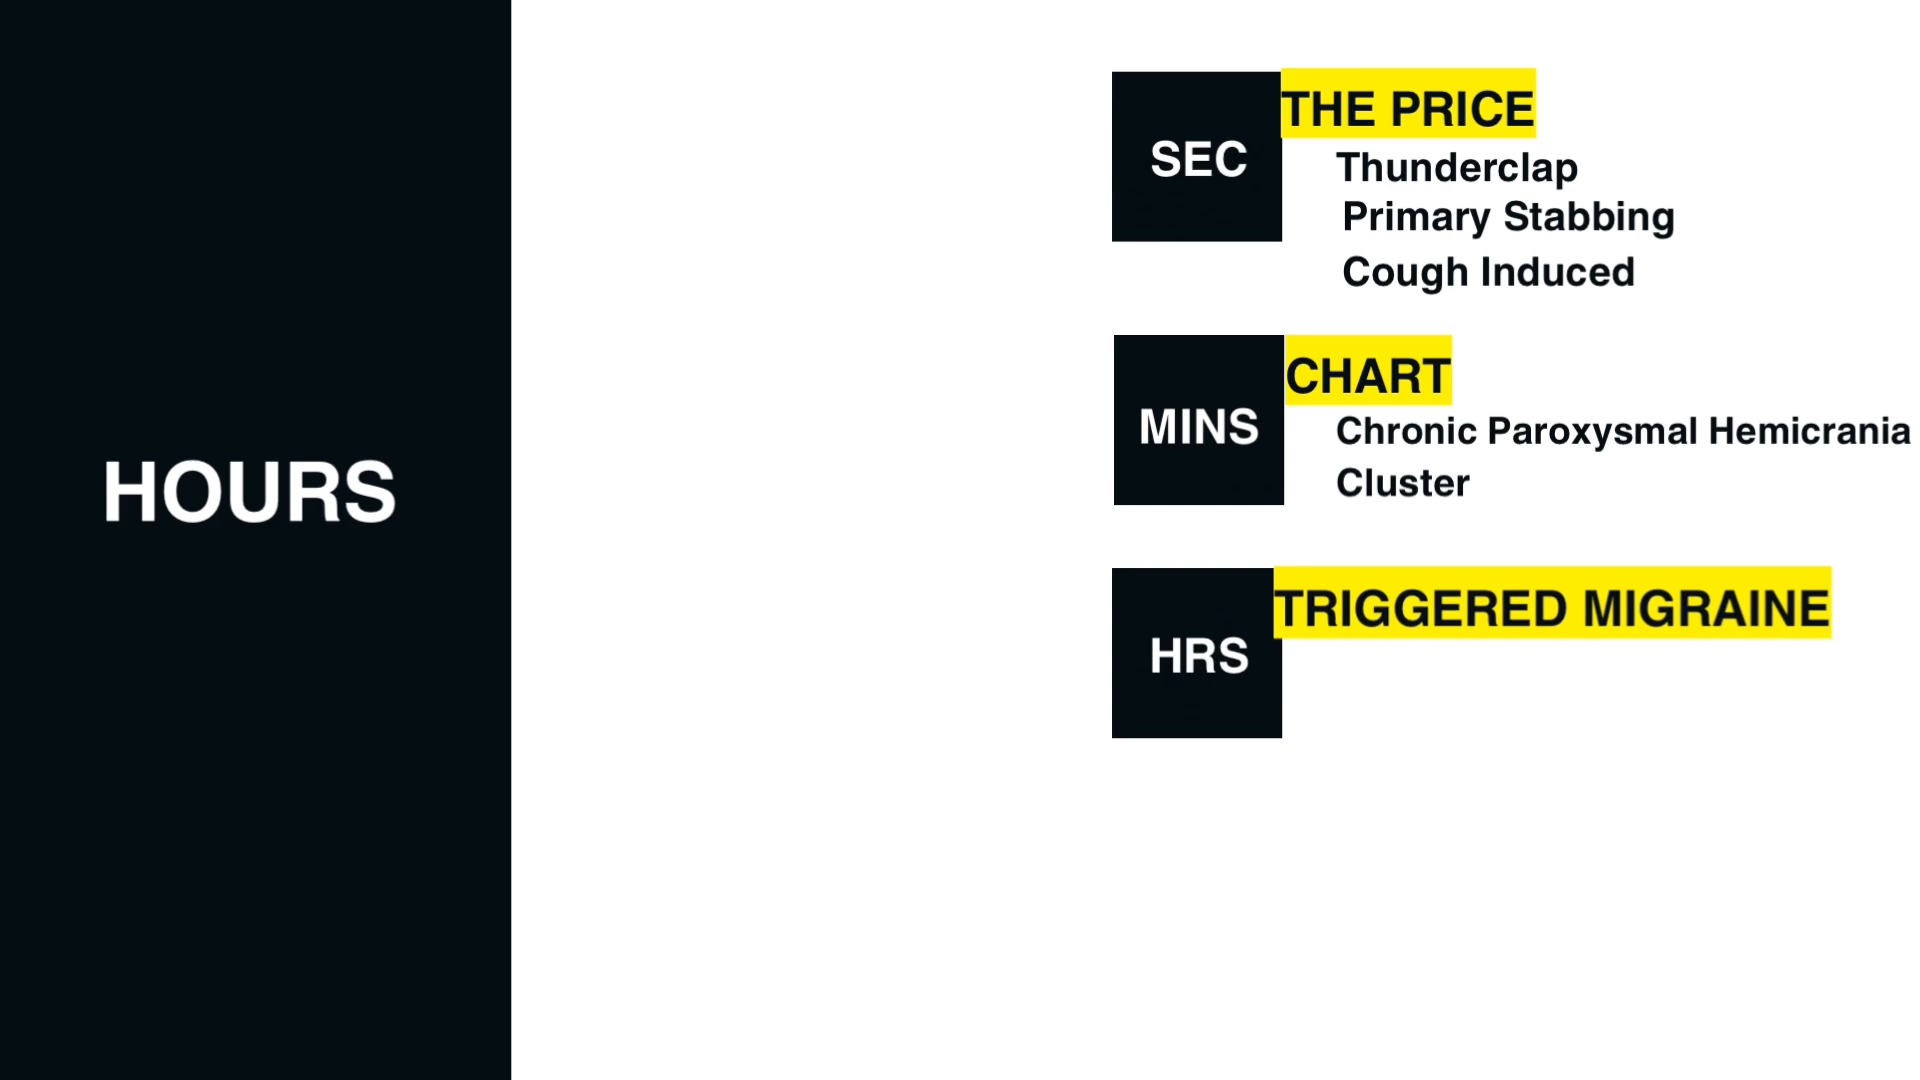 HOURS
SEC
THE PRICE
Thunderclap
Primary Stabbing
Cough Induced
MINS
CHART
Chronic Paroxysmal Hemicrania
Cluster
HRS
TRIGGERED MIGRAINE